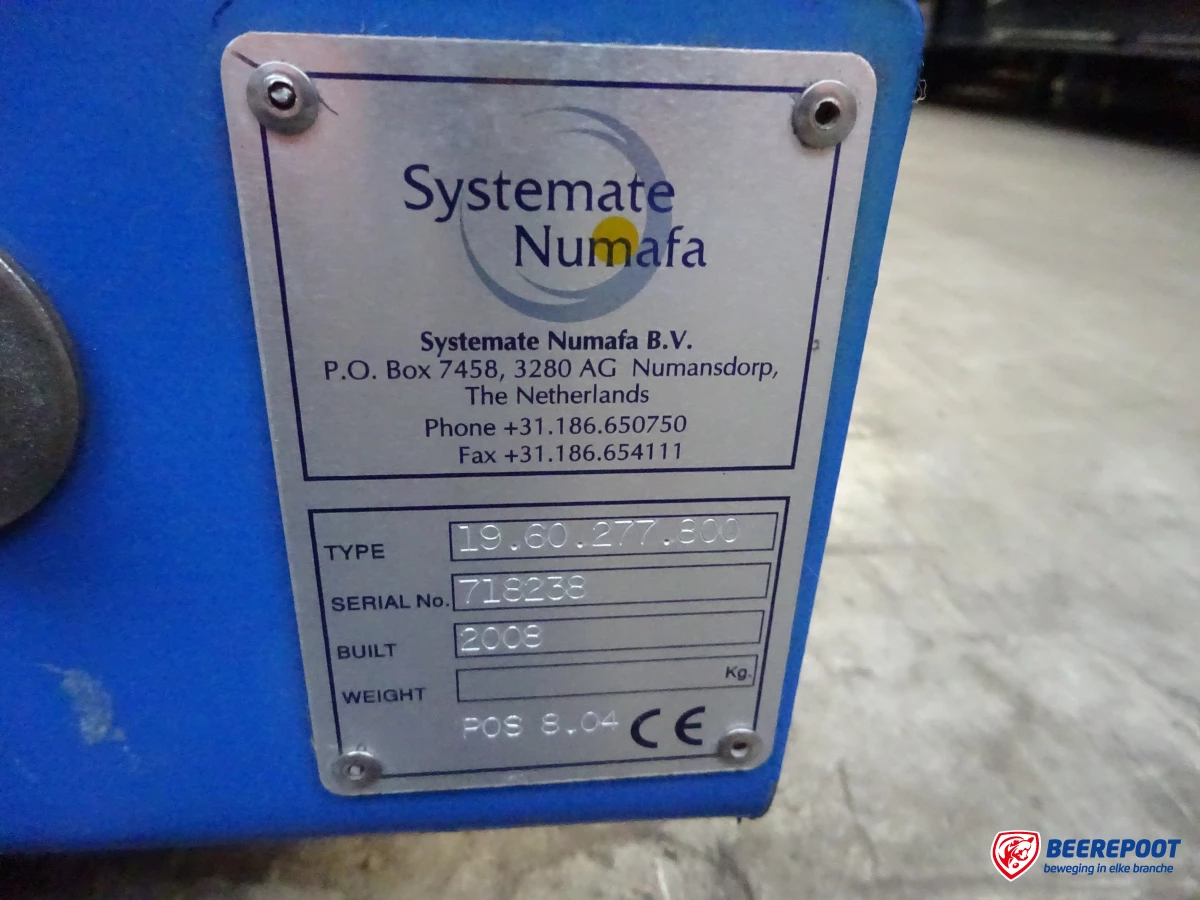 Systemate
Numafa
Systemate Numafa B.V.
P.O. Box 7458, 3280 AG Numansdorp,
The Netherlands
Phone +31.186.650750
Fax +31.186.654111
TYPE 19.60.277.800
SERIAL No. 718238
BUILT 2008
WEIGHT Kg.
POS 8.04 CE
BEEREPOOT
beweging in elke branche